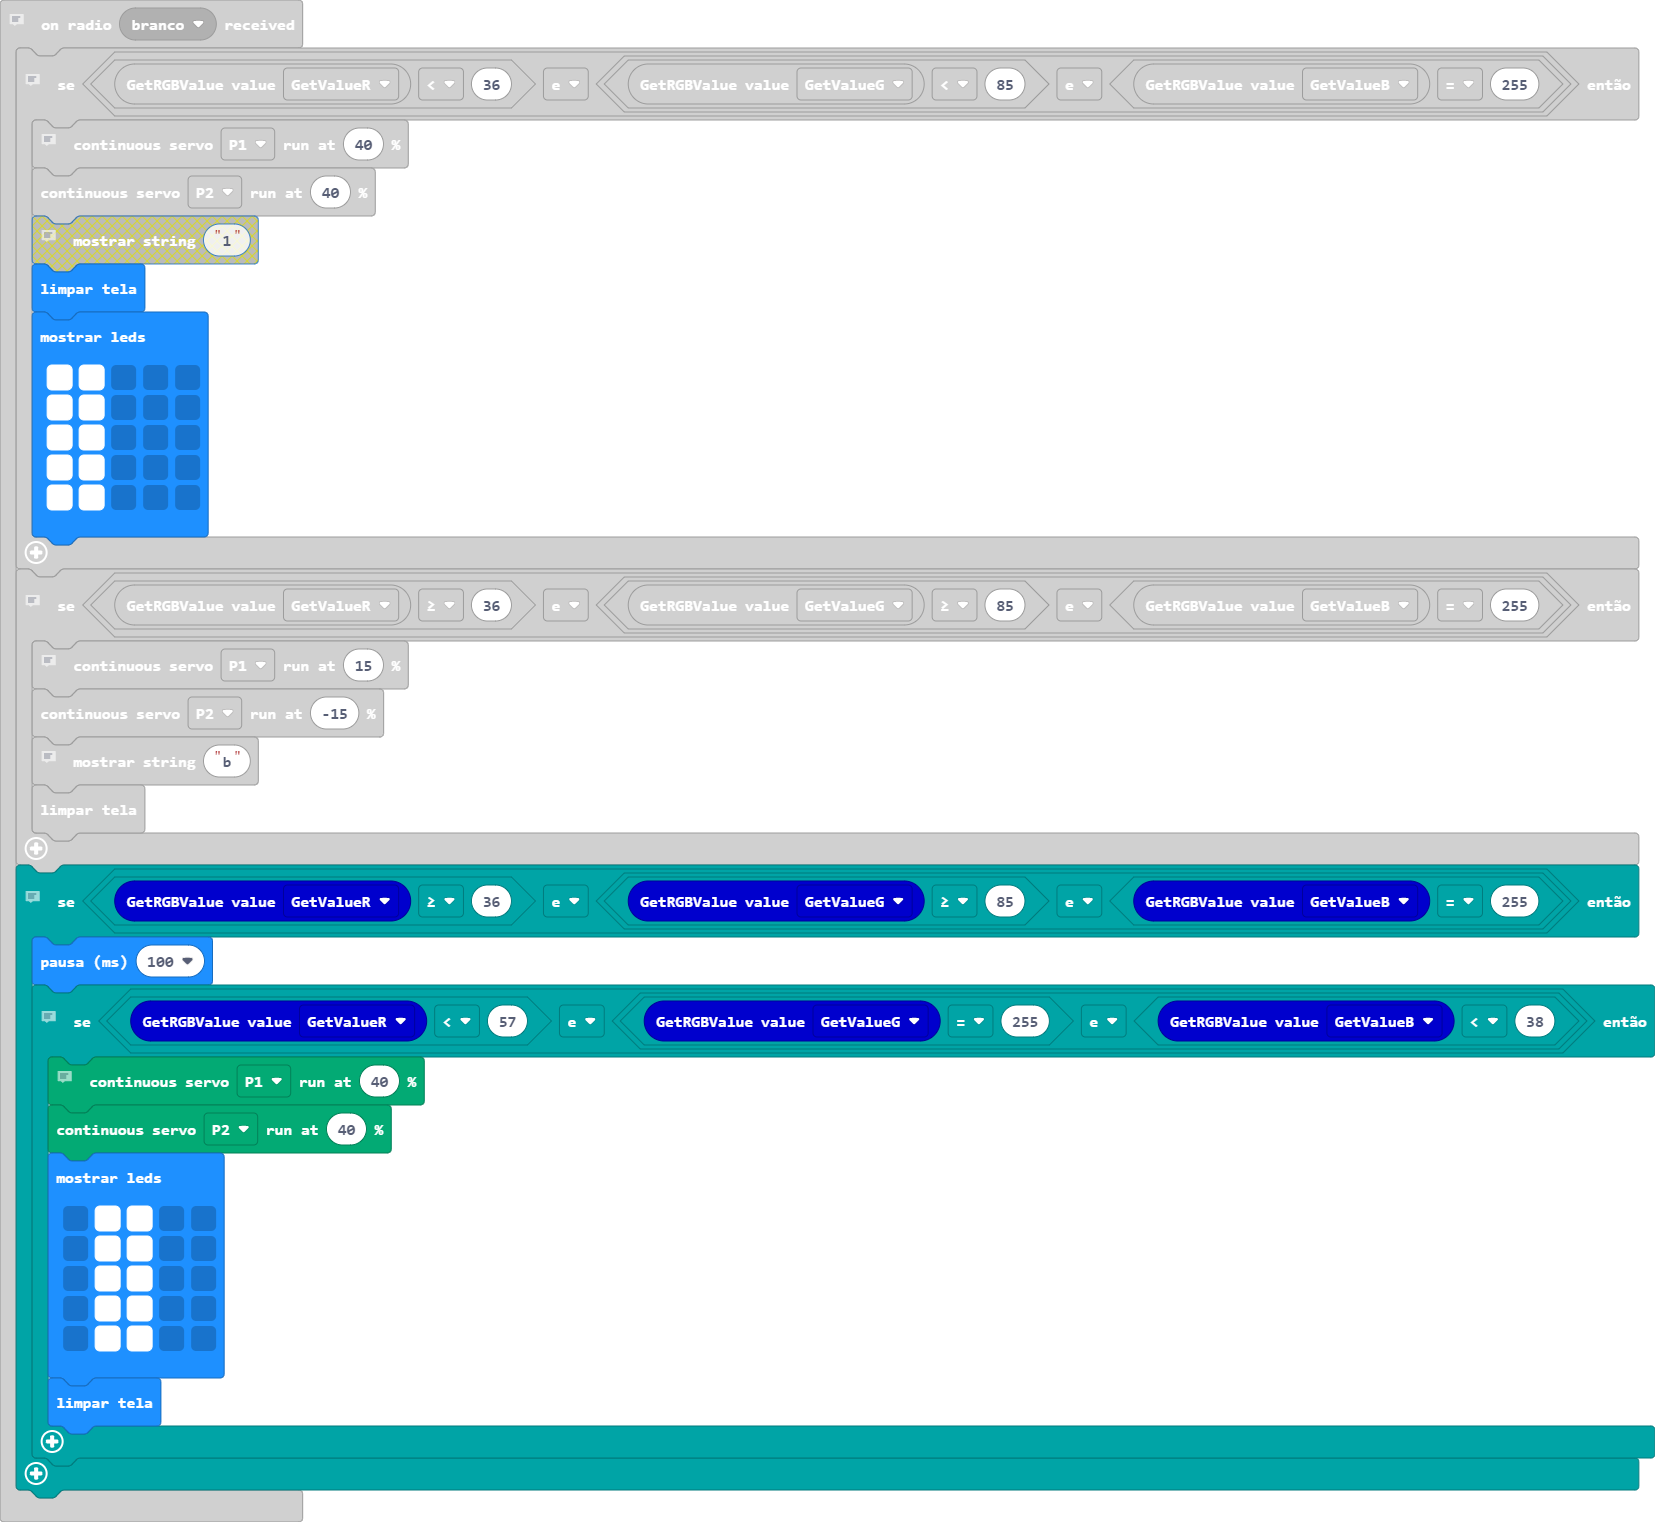 on radio branco received
se GetRGBValue value GetValueR < 36 e GetRGBValue value GetValueG < 85 e GetRGBValue value GetValueB = 255 então
continuous servo P1 run at 40 %
continuous servo P2 run at 40 %
mostrar string "1"
limpar tela
mostrar leds
se GetRGBValue value GetValueR ≥ 36 e GetRGBValue value GetValueG ≥ 85 e GetRGBValue value GetValueB = 255 então
continuous servo P1 run at 15 %
continuous servo P2 run at -15 %
mostrar string "b"
limpar tela
se GetRGBValue value GetValueR ≥ 36 e GetRGBValue value GetValueG ≥ 85 e GetRGBValue value GetValueB = 255 então
pausa (ms) 100
se GetRGBValue value GetValueR < 57 e GetRGBValue value GetValueG = 255 e GetRGBValue value GetValueB < 38 então
continuous servo P1 run at 40 %
continuous servo P2 run at 40 %
mostrar leds
limpar tela